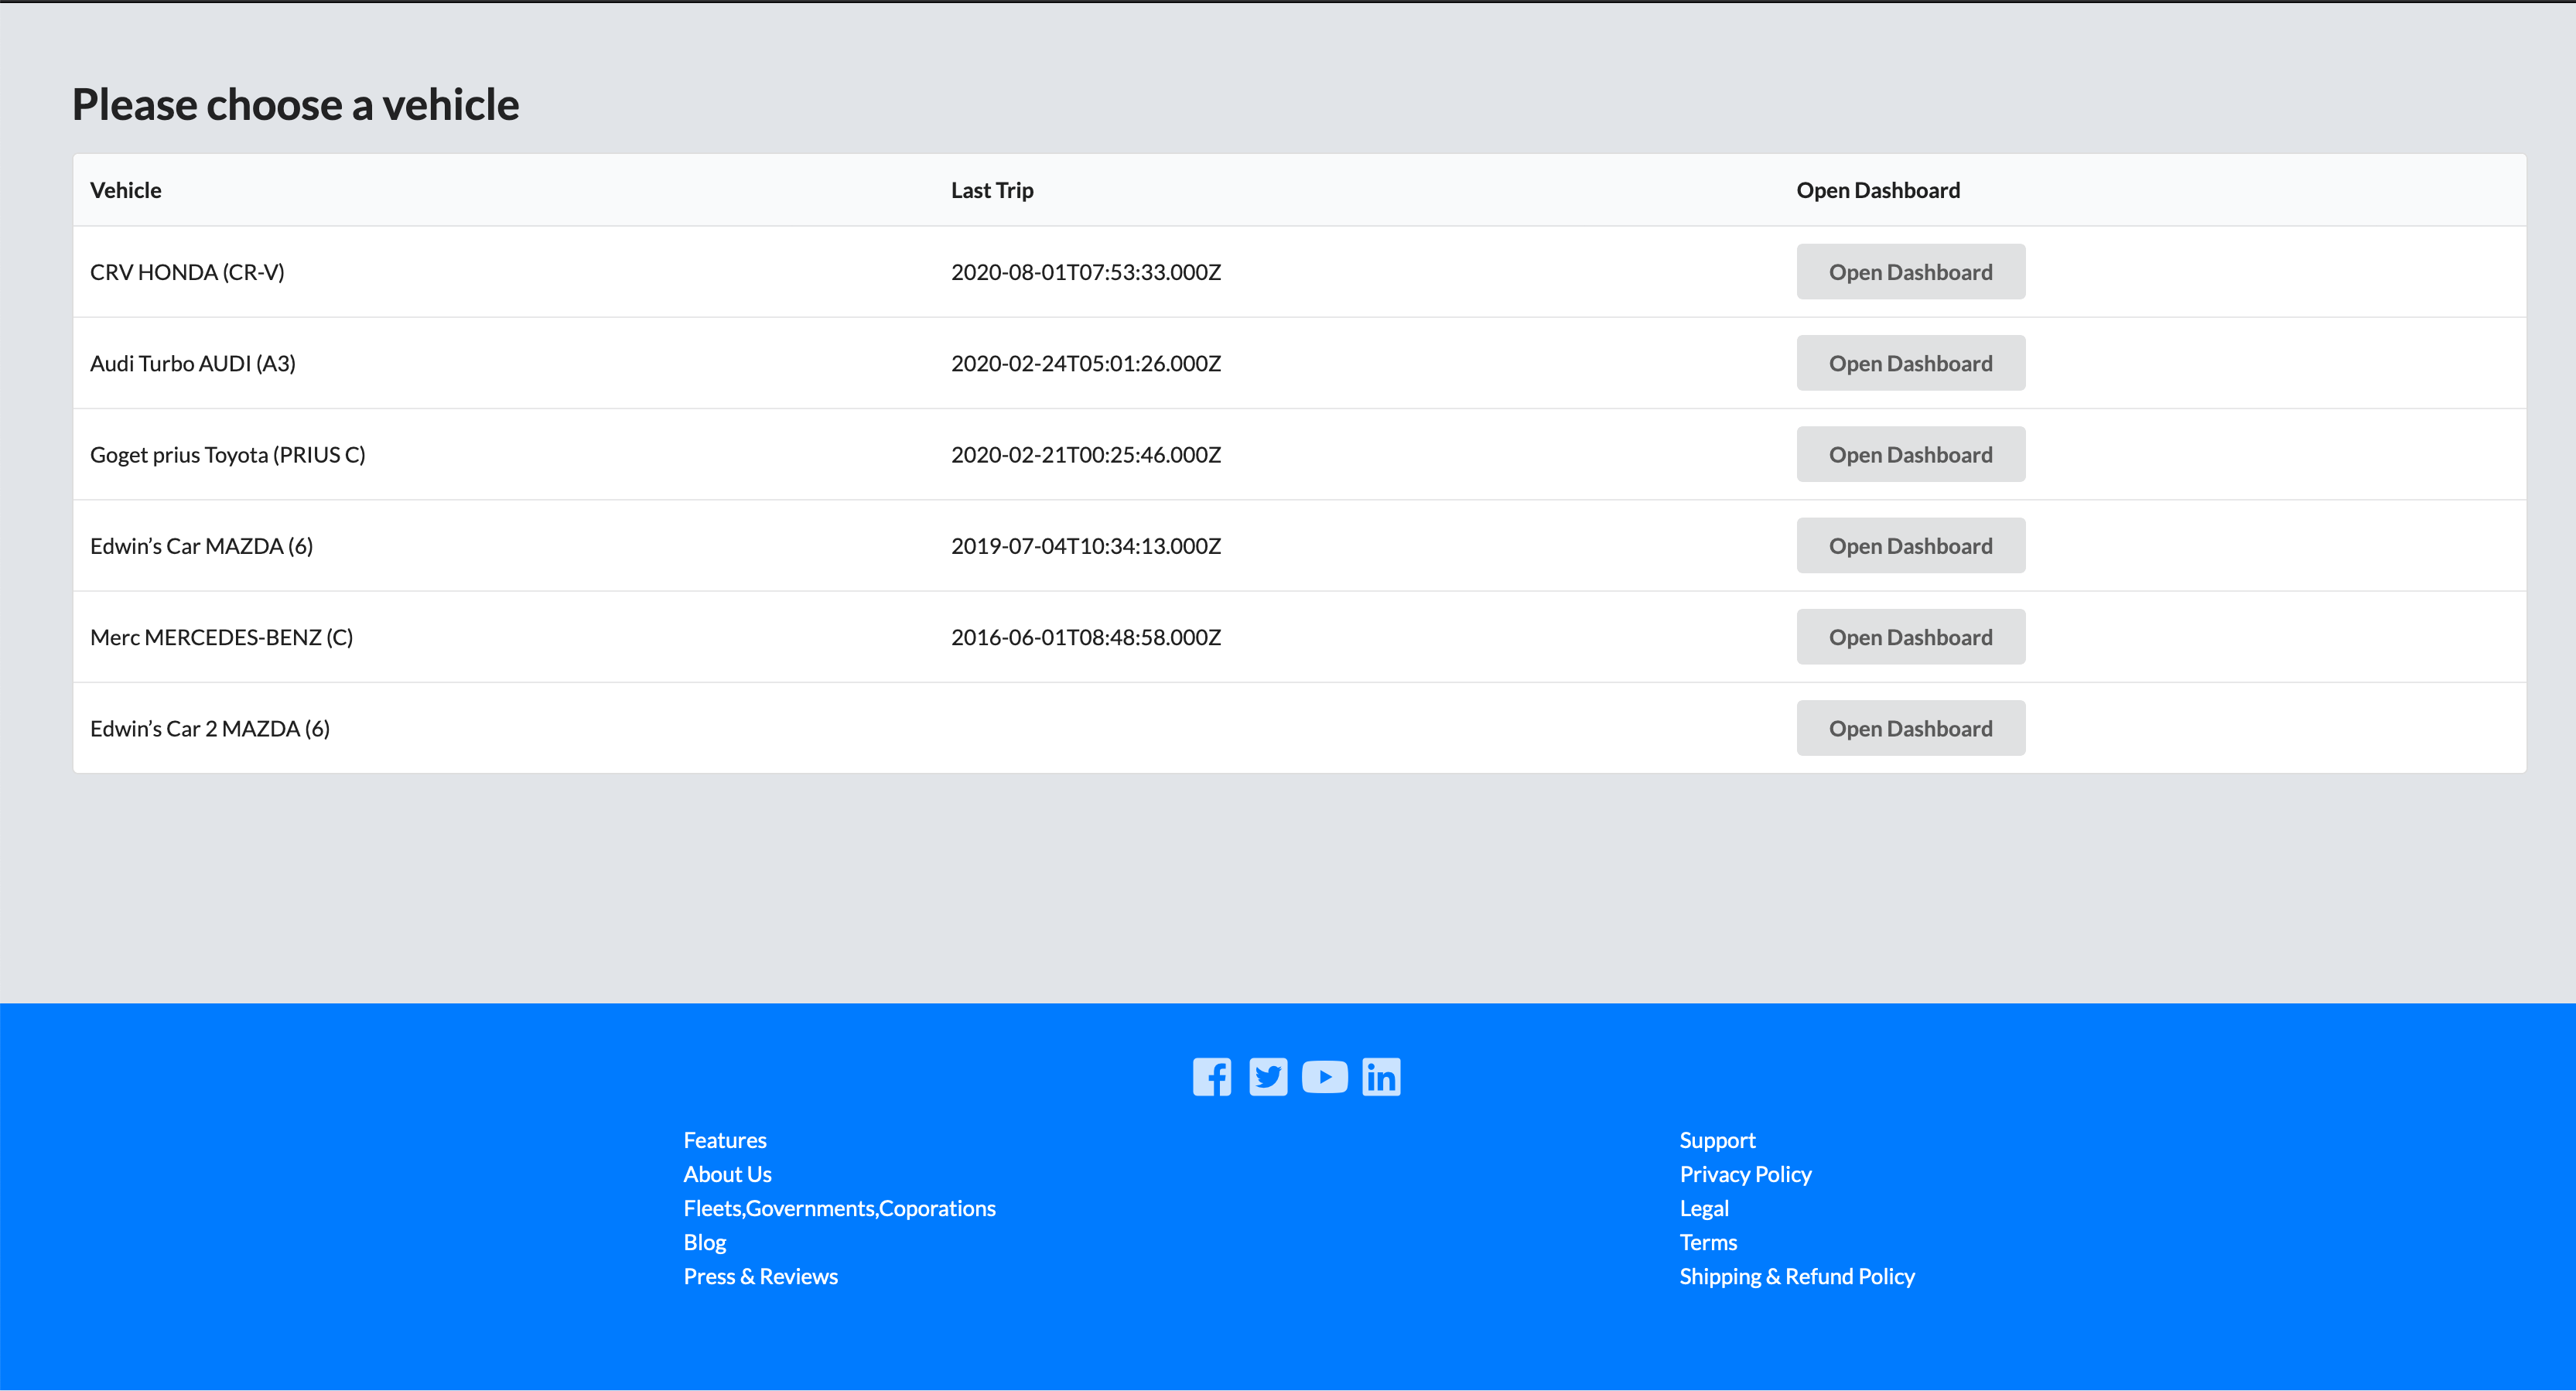 Please choose a vehicle
Vehicle Last Trip Open Dashboard
CRV HONDA (CR-V) 2020-08-01T07:53:33.000Z Open Dashboard
Audi Turbo AUDI (A3) 2020-02-24T05:01:26.000Z Open Dashboard
Goget prius Toyota (PRIUS C) 2020-02-21T00:25:46.000Z Open Dashboard
Edwin’s Car MAZDA (6) 2019-07-04T10:34:13.000Z Open Dashboard
Merc MERCEDES-BENZ (C) 2016-06-01T08:48:58.000Z Open Dashboard
Edwin’s Car 2 MAZDA (6) Open Dashboard
Features
About Us
Fleets,Governments,Coporations
Blog
Press & Reviews
Support
Privacy Policy
Legal
Terms
Shipping & Refund Policy